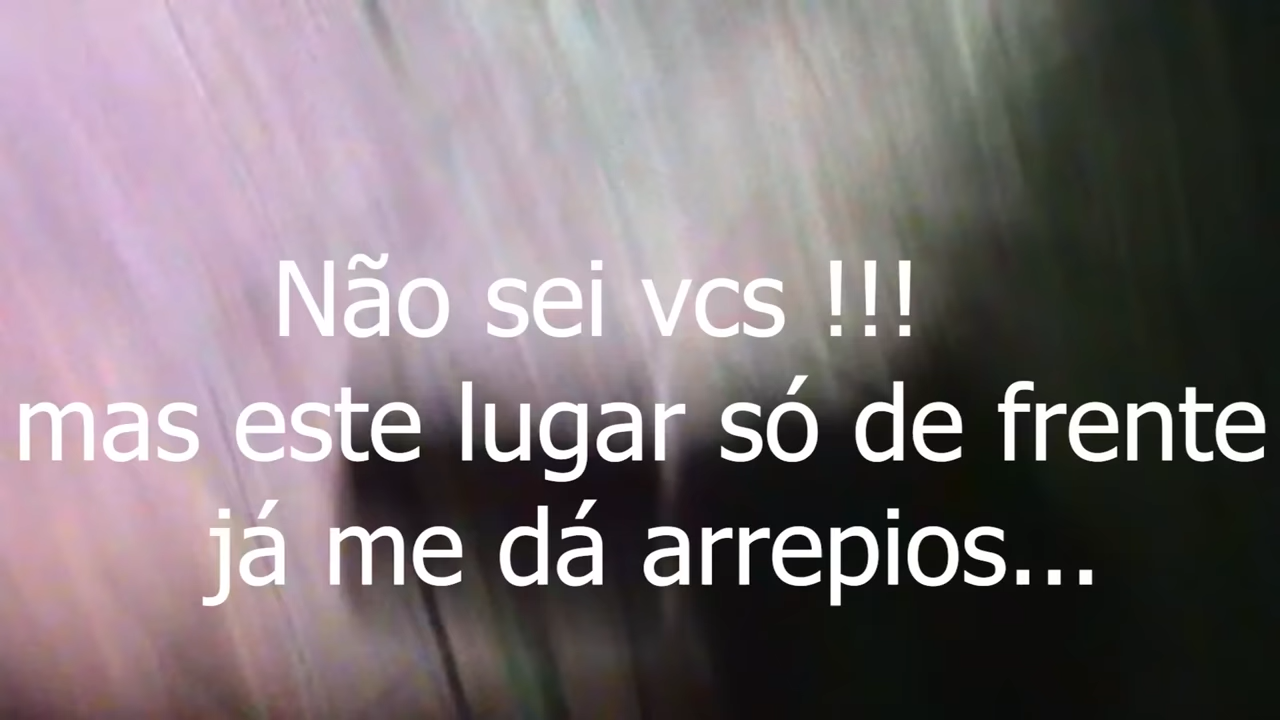 Não sei vcs !!!
mas este lugar só de frente
já me dá arrepios...